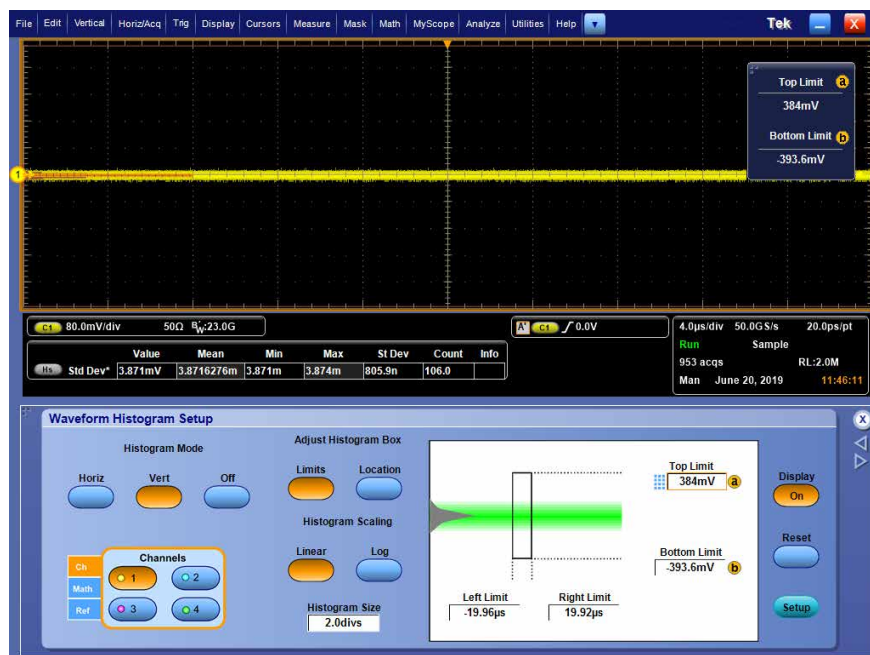 File Edit Vertical Horiz/Acq Trig Display Cursors Measure Mask Math MyScope Analyze Utilities Help Tek X
Top Limit a
384mV
Bottom Limit b
-393.6mV
1
C1 80.0mV/div 50Ω BW:23.0G
A' C1 0.0V
4.0μs/div 50.0GS/s 20.0ps/pt
Run Sample
953 acqs RL:2.0M
Man June 20, 2019 11:46:11
Value Mean Min Max St Dev Count Info
Hs Std Dev* 3.871mV 3.8716276m 3.871m 3.874m 805.9n 106.0
Waveform Histogram Setup X
Histogram Mode
Horiz Vert Off
Adjust Histogram Box
Limits Location
Histogram Scaling
Linear Log
Histogram Size
2.0divs
Ch
Math
Ref
Channels
1 2
3 4
Top Limit
384mV a
Bottom Limit
-393.6mV b
Left Limit Right Limit
-19.96μs 19.92μs
Display
On
Reset
Setup